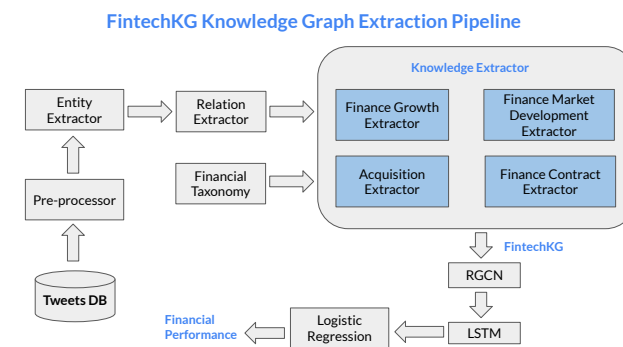 FintechKG Knowledge Graph Extraction Pipeline
Knowledge Extractor
Entity
Extractor
Relation
Extractor
Finance Growth
Extractor
Finance Market
Development
Extractor
Pre-processor
Financial
Taxonomy
Acquisition
Extractor
Finance Contract
Extractor
Tweets DB
FintechKG
RGCN
LSTM
Logistic
Regression
Financial
Performance